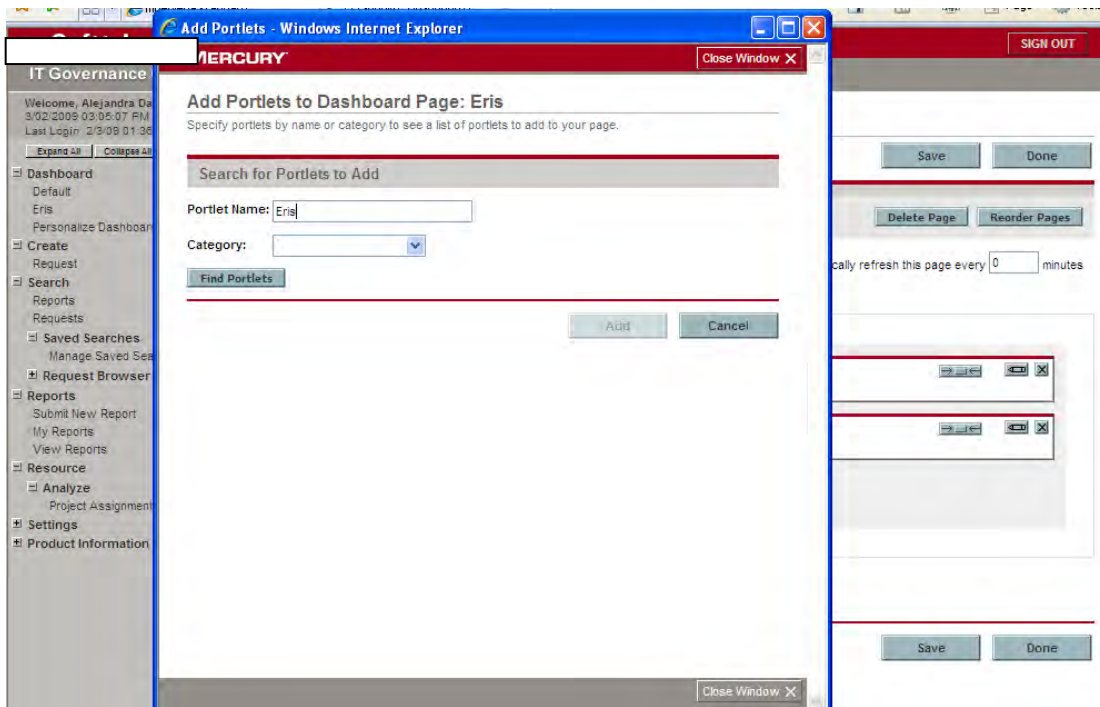 Add Portlets - Windows Internet Explorer
MERCURY
Close Window X
SIGN OUT
IT Governance
Welcome, Alejandra Da
3/02/2009 03:05:07 PM
Last Login 2/3/09 01:36
Expand All Collapse All
Dashboard
Default
Eris
Personalize Dashboar
Create
Request
Search
Reports
Requests
Saved Searches
Manage Saved Sea
Request Browser
Reports
Submit New Report
My Reports
View Reports
Resource
Analyze
Project Assignment
Settings
Product Information
Add Portlets to Dashboard Page: Eris
Specify portlets by name or category to see a list of portlets to add to your page.
Search for Portlets to Add
Portlet Name: Eris
Category:
Find Portlets
Add Cancel
Close Window X
Save Done
Delete Page Reorder Pages
cally refresh this page every 0 minutes
Save Done